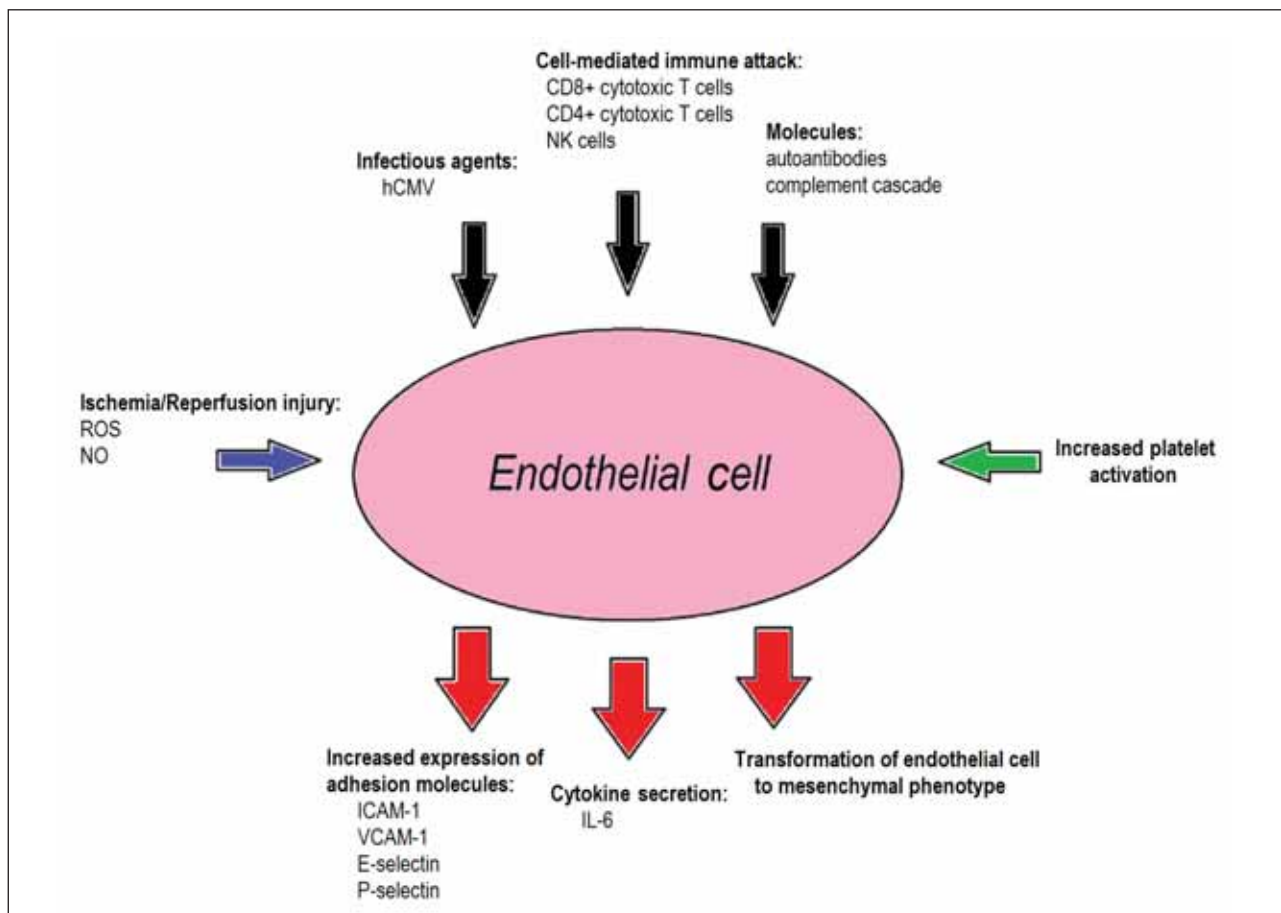 Cell-mediated immune attack:
CD8+ cytotoxic T cells
CD4+ cytotoxic T cells
NK cells
Molecules:
autoantibodies
complement cascade
Infectious agents:
hCMV
Ischemia/Reperfusion injury:
ROS
NO
Endothelial cell
Increased platelet
activation
Increased expression of
adhesion molecules:
ICAM-1
VCAM-1
E-selectin
P-selectin
Cytokine secretion:
IL-6
Transformation of endothelial cell
to mesenchymal phenotype